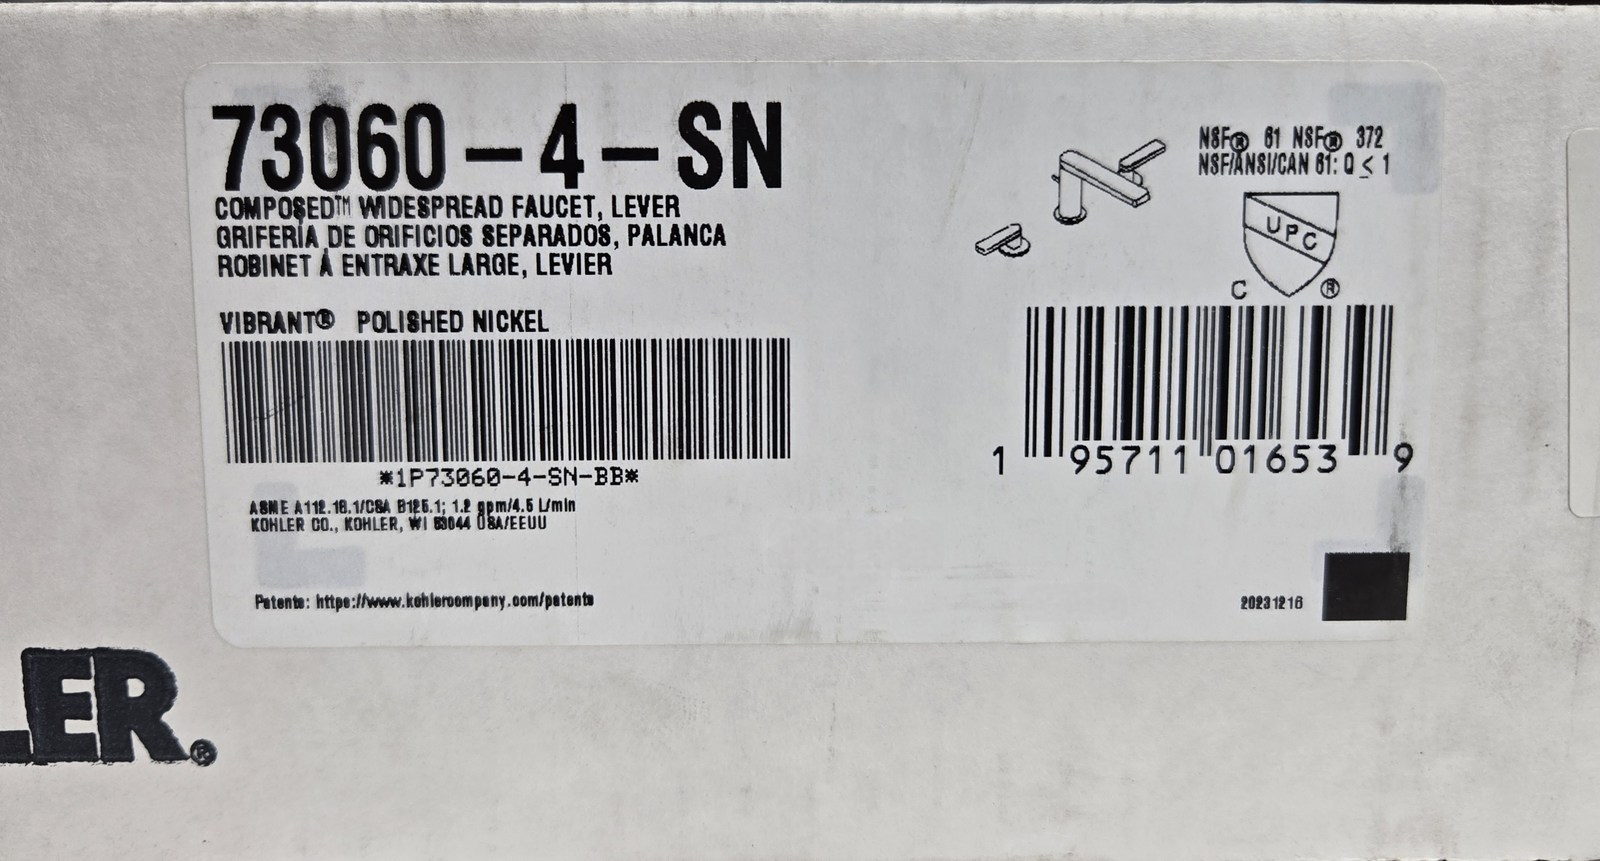 73060-4-SN
COMPOSED™ WIDESPREAD FAUCET, LEVER
GRIFERÍA DE ORIFICIOS SEPARADOS, PALANCA
ROBINET À ENTRAXE LARGE, LEVIER
VIBRANT® POLISHED NICKEL
*1P73060-4-SN-BB*
ASME A112.18.1/CSA B125.1; 1.2 gpm/4.5 L/min
KOHLER CO., KOHLER, WI 53044 USA/EEUU
Patents: https://www.kohlercompany.com/patents
NSF® 61 NSF® 372
NSF/ANSI/CAN 61: Q ≤ 1
UPC
C ®
1 95711 01653 9
20231216
LER®